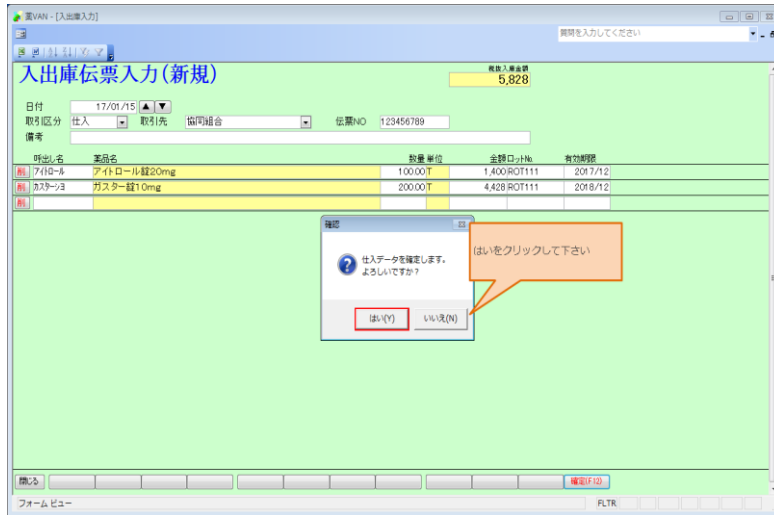 薬VAN - [入出庫入力]
質問を入力してください
入出庫伝票入力(新規)
税抜入庫金額
5,828
日付 17/01/15 ▲ ▼
取引区分 仕入 取引先 協同組合 伝票NO 123456789
備考
呼出し名 薬品名 数量 単位 金額 ロットNo. 有効期限
削. アイトロール アイトロール錠20mg 100.00 T 1,400 ROT111 2017/12
削. ガスターンヨ ガスター錠10mg 200.00 T 4,428 ROT111 2018/12
削.
確認
仕入データを確定します。
よろしいですか?
はい(Y) いいえ(N)
はいをクリックして下さい
閉じる 確定(F12)
フォーム ビュー FLTR